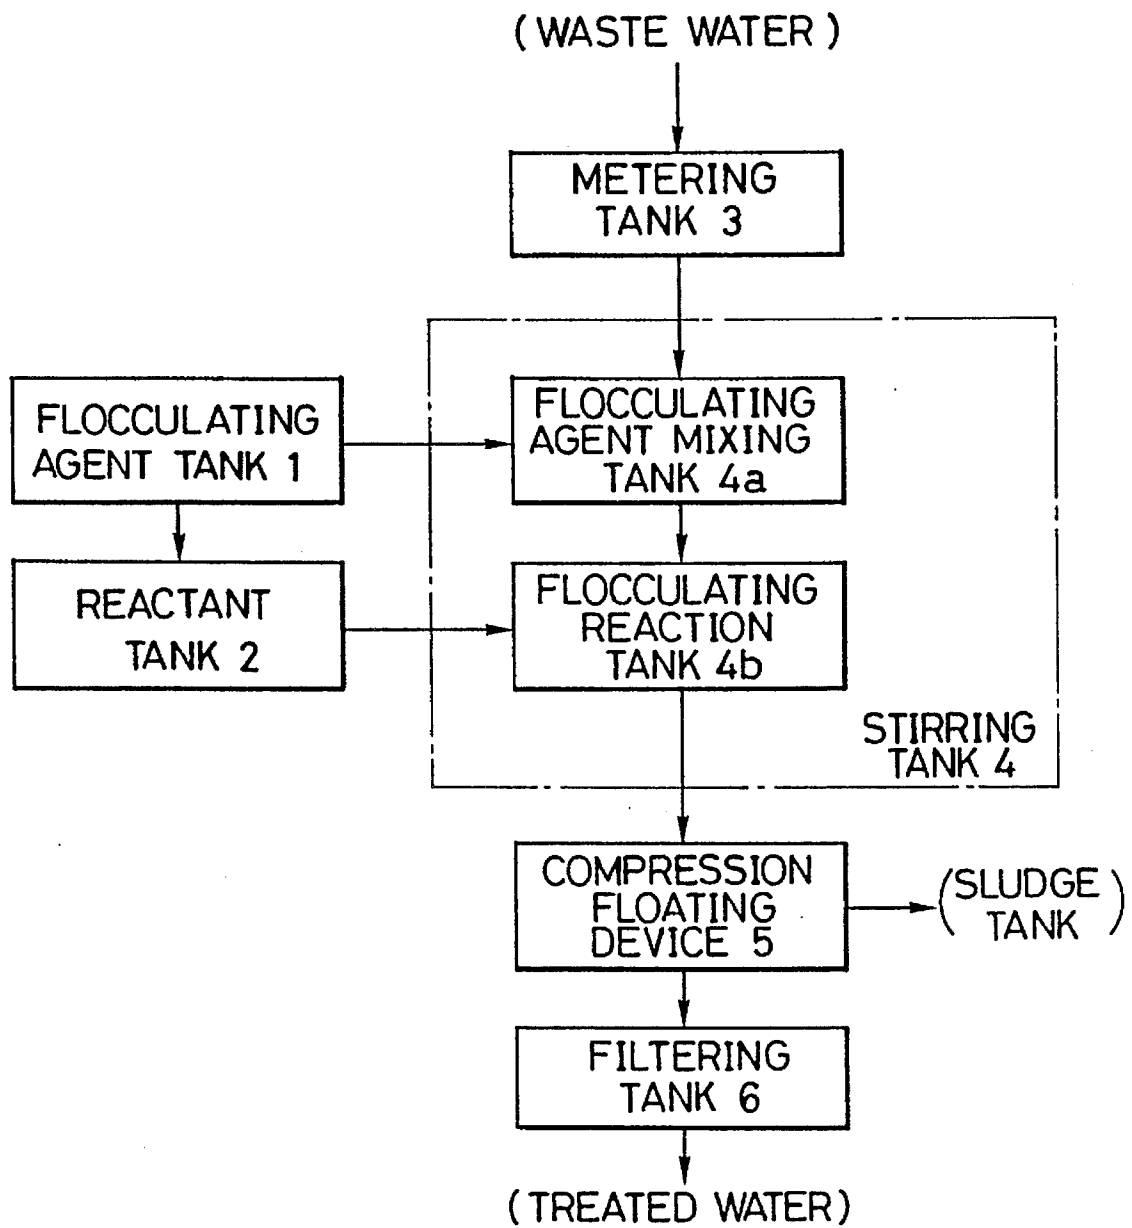 (WASTE WATER)
METERING
TANK 3
FLOCCULATING
AGENT TANK 1
FLOCCULATING
AGENT MIXING
TANK 4a
REACTANT
TANK 2
FLOCCULATING
REACTION
TANK 4b
STIRRING
TANK 4
COMPRESSION
FLOATING
DEVICE 5
(SLUDGE
TANK)
FILTERING
TANK 6
(TREATED WATER)